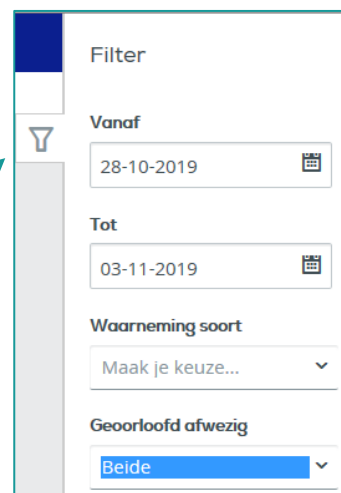 Filter
Vanaf
28-10-2019
Tot
03-11-2019
Waarneming soort
Maak je keuze...
Geoorloofd afwezig
Beide